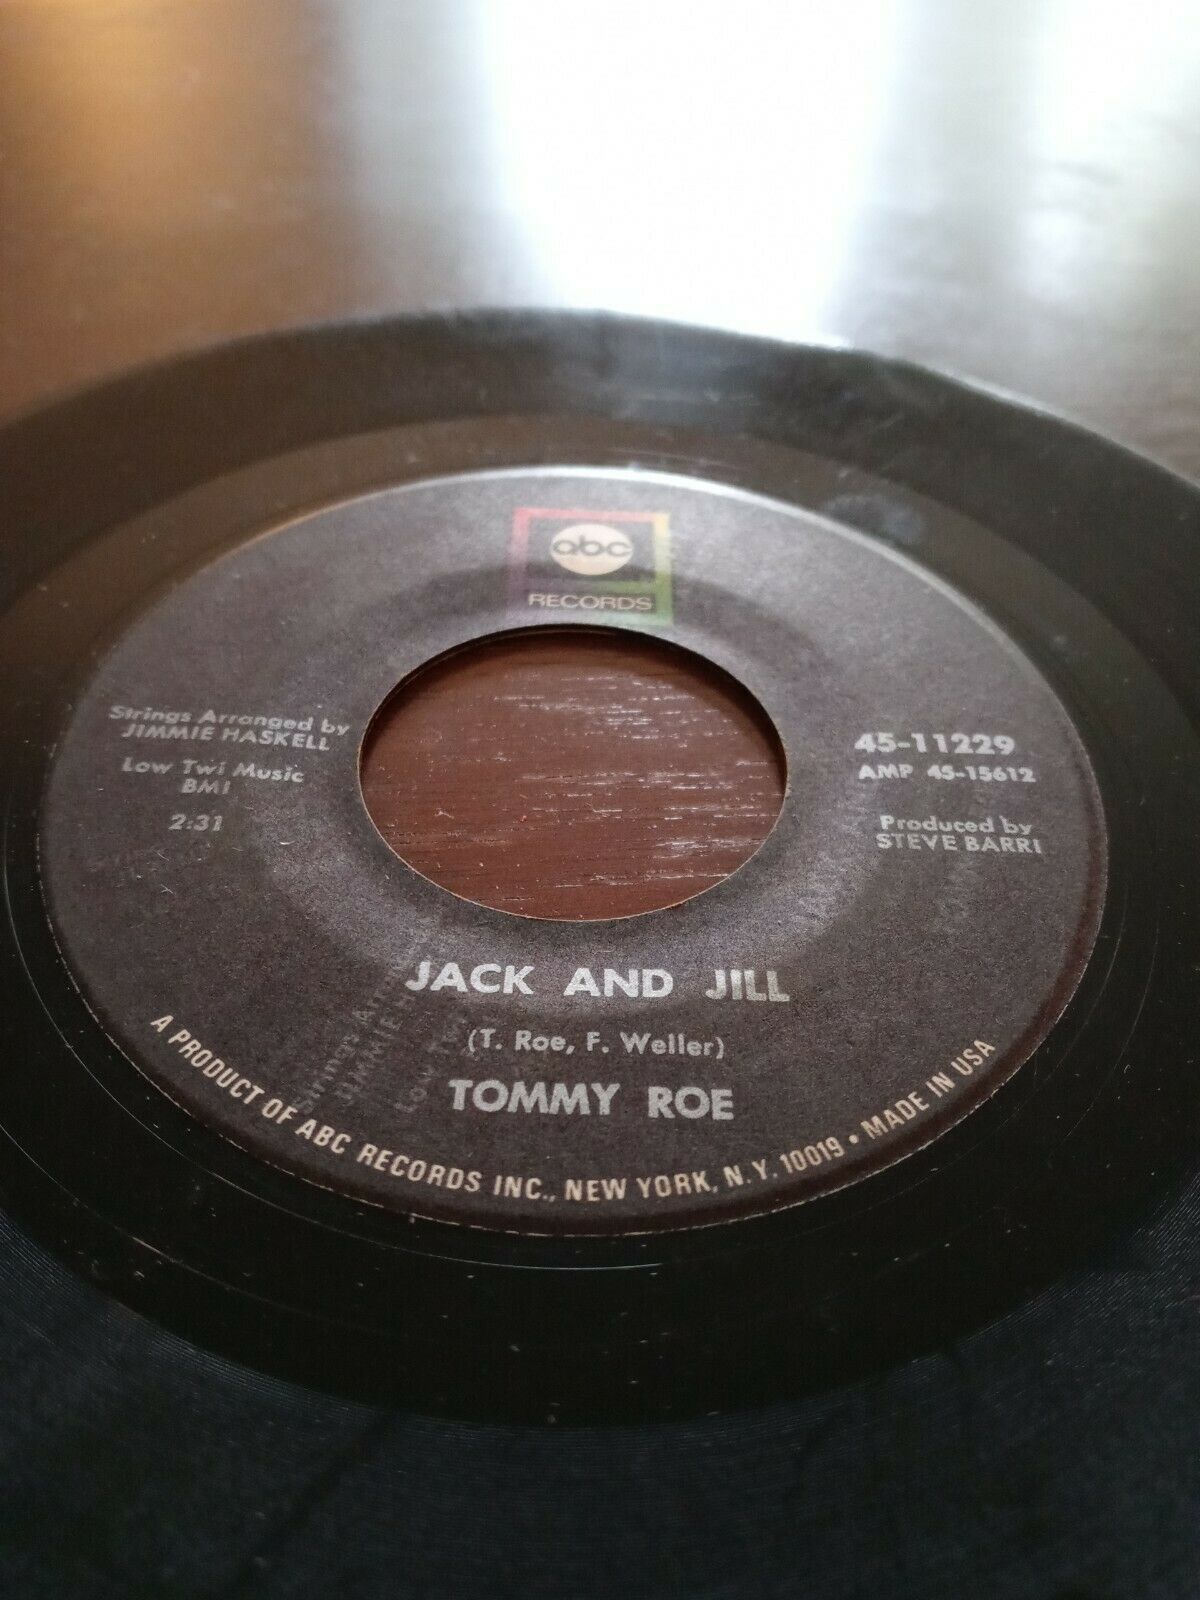 abc
RECORDS
Strings Arranged by
JIMMIE HASKELL
Low Twi Music
BMI
2:31
45-11229
AMP 45-15612
Produced by
STEVE BARRI
JACK AND JILL
(T. Roe, F. Weller)
TOMMY ROE
A PRODUCT OF ABC RECORDS INC., NEW YORK, N.Y. 10019 • MADE IN USA